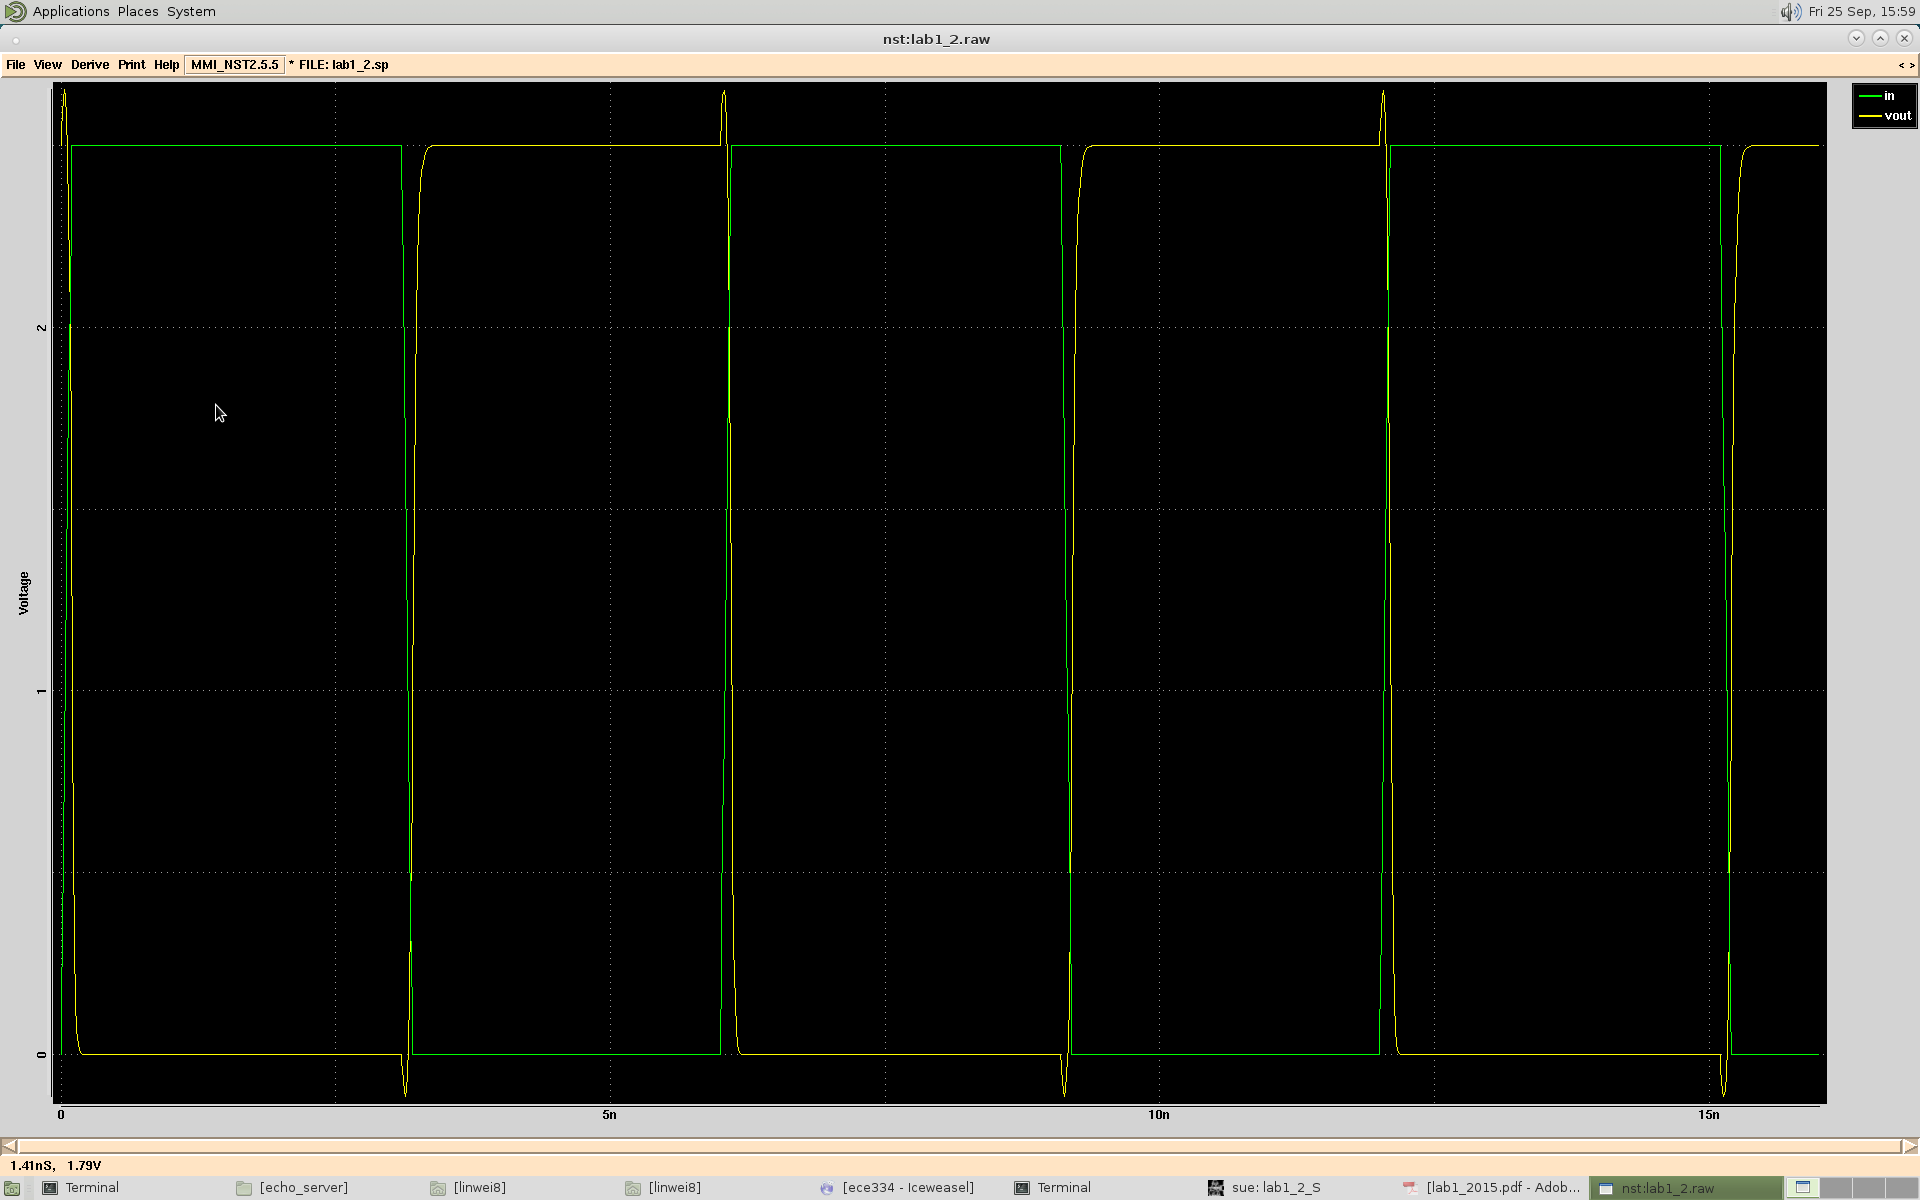 Applications Places System
Fri 25 Sep, 15:59
nst:lab1_2.raw
File View Derive Print Help MMI_NST2.5.5 * FILE: lab1_2.sp
< >
in
vout
2
1
0
Voltage
0 5n 10n 15n
1.41nS, 1.79V
Terminal [echo_server] [linwei8] [linwei8] [ece334 - Iceweasel] Terminal sue: lab1_2_S [lab1_2015.pdf - Adob... nst:lab1_2.raw